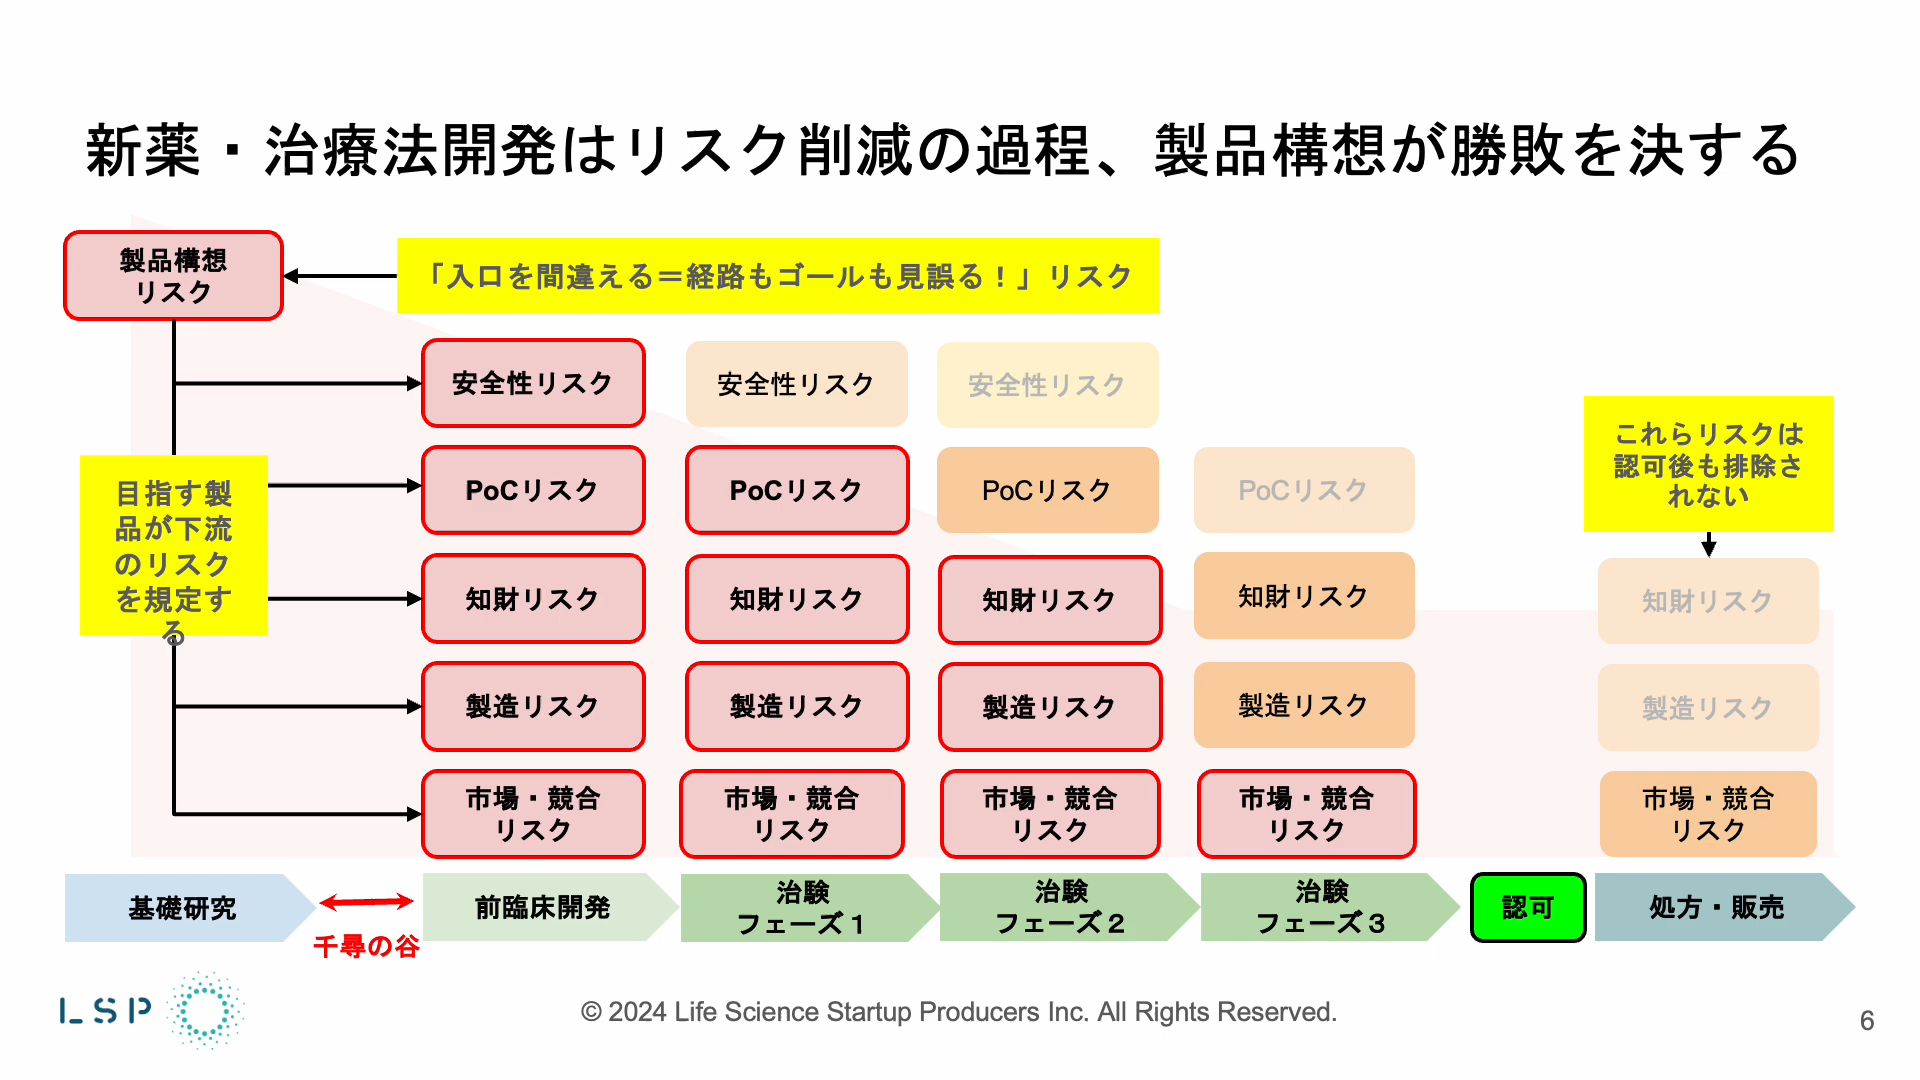 新薬・治療法開発はリスク削減の過程、製品構想が勝敗を決する
製品構想
リスク
「入口を間違える＝経路もゴールも見誤る！」リスク
安全性リスク
安全性リスク
安全性リスク
これらリスクは
認可後も排除さ
れない
目指す製
品が下流
のリスク
を規定す
る
PoCリスク
PoCリスク
PoCリスク
PoCリスク
知財リスク
知財リスク
知財リスク
知財リスク
知財リスク
製造リスク
製造リスク
製造リスク
製造リスク
製造リスク
市場・競合
リスク
市場・競合
リスク
市場・競合
リスク
市場・競合
リスク
市場・競合
リスク
基礎研究
千尋の谷
前臨床開発
治験
フェーズ１
治験
フェーズ２
治験
フェーズ３
認可
処方・販売
LSP
© 2024 Life Science Startup Producers Inc. All Rights Reserved.
6